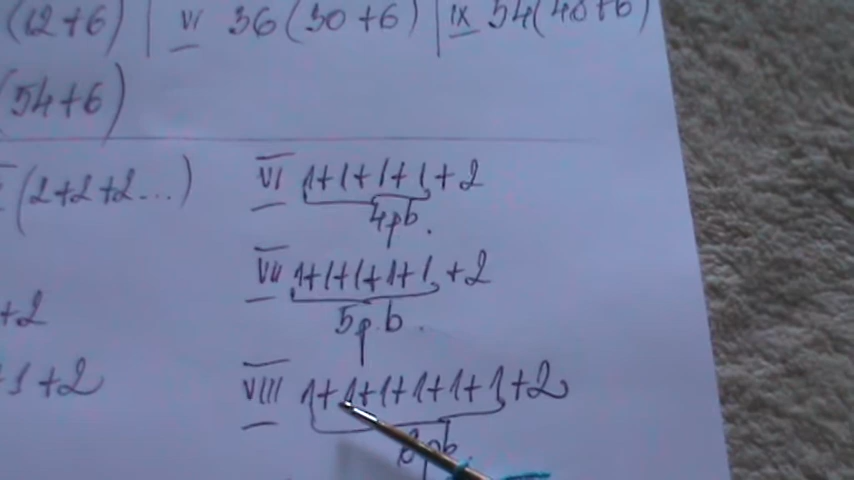 (12+6) | VI 36(30+6) | IX 54(48+6)
(54+6)
(2+2+2...)
VI 1+1+1+1+2
4pb.
VII 1+1+1+1+1+2
5p.b.
+2
+1+2
VIII 1+1+1+1+1+1+2